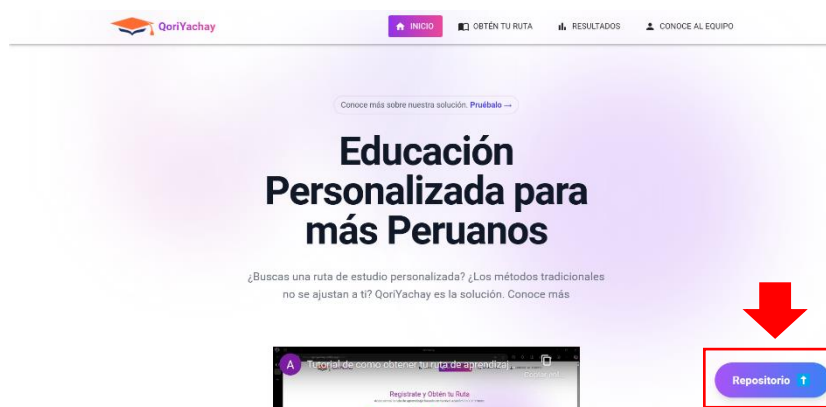 QoriYachay
INICIO
OBTÉN TU RUTA
RESULTADOS
CONOCE AL EQUIPO
Conoce más sobre nuestra solución. Pruébalo →
Educación
Personalizada para
más Peruanos
¿Buscas una ruta de estudio personalizada? ¿Los métodos tradicionales
no se ajustan a ti? QoriYachay es la solución. Conoce más
A
Tutorial de como obtener tu ruta de aprendizaj...
Regístrate y Obtén tu Ruta
Repositorio ↑